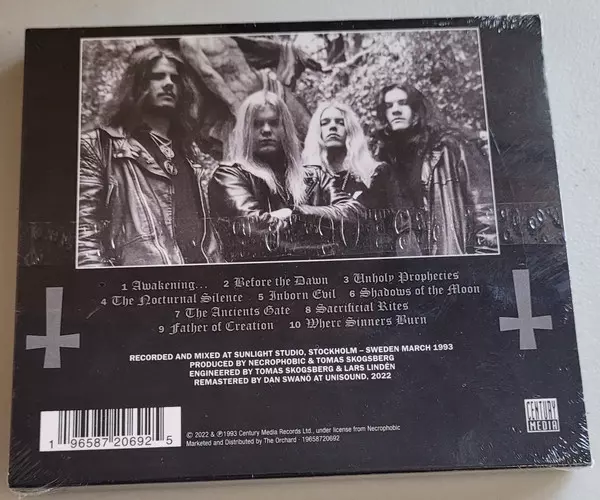 1 Awakening... 2 Before the Dawn 3 Unholy Prophecies
4 The Nocturnal Silence 5 Inborn Evil 6 Shadows of the Moon
7 The Ancients Gate 8 Sacrificial Rites
9 Father of Creation 10 Where Sinners Burn
RECORDED AND MIXED AT SUNLIGHT STUDIO, STOCKHOLM – SWEDEN MARCH 1993
PRODUCED BY NECROPHOBIC & TOMAS SKOGSBERG
ENGINEERED BY TOMAS SKOGSBERG & LARS LINDÉN
REMASTERED BY DAN SWANÖ AT UNISOUND, 2022
1 96587 20692 5
© 2022 & ℗1993 Century Media Records Ltd., under license from Necrophobic
Marketed and Distributed by The Orchard · 19658720692
CENTURY
MEDIA